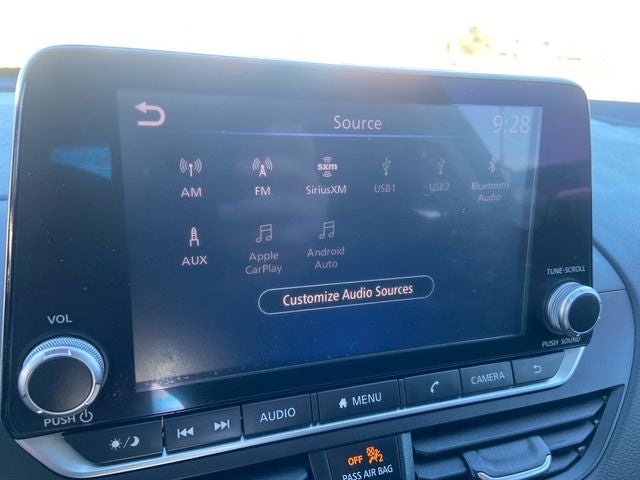 Source
9:28
AM
FM
sxm
SiriusXM
USB1
USB2
Bluetooth
Audio
AUX
Apple
CarPlay
Android
Auto
Customize Audio Sources
VOL
PUSH
TUNE·SCROLL
PUSH SOUND
AUDIO
MENU
CAMERA
OFF
2
PASS AIR BAG